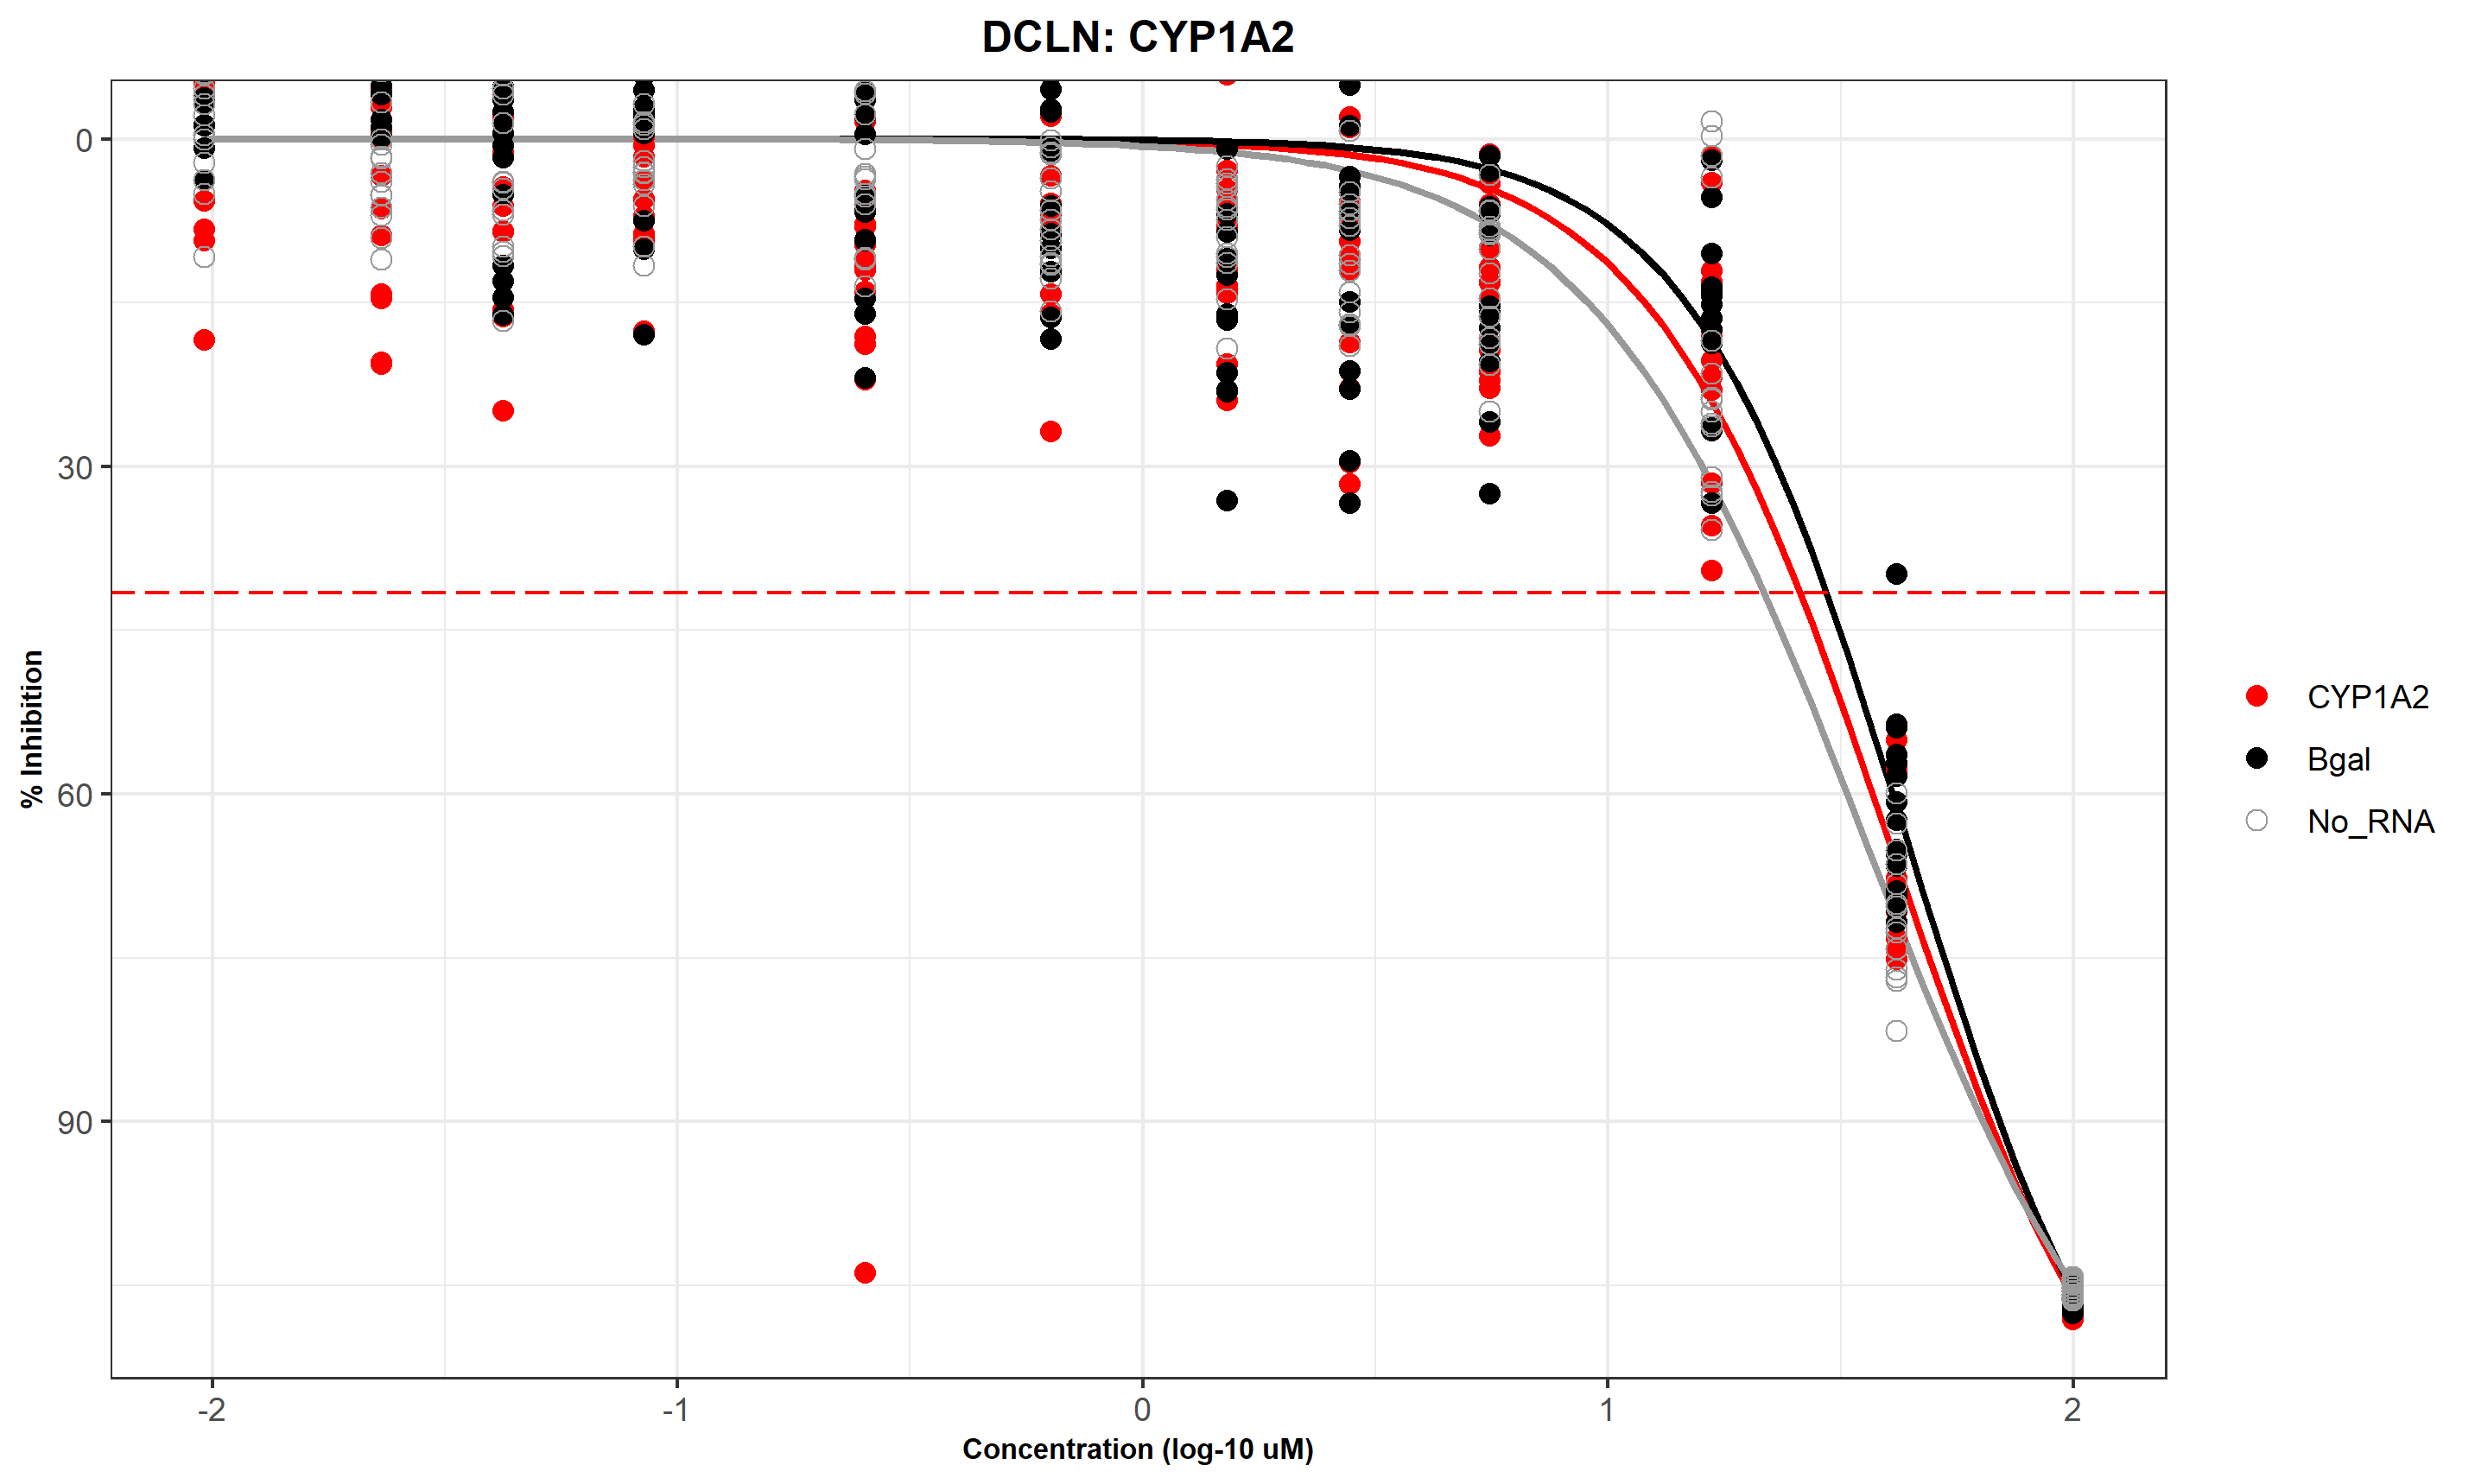 DCLN: CYP1A2
0
30
60
90
% Inhibition
-2
-1
0
1
2
Concentration (log-10 uM)
CYP1A2
Bgal
No_RNA